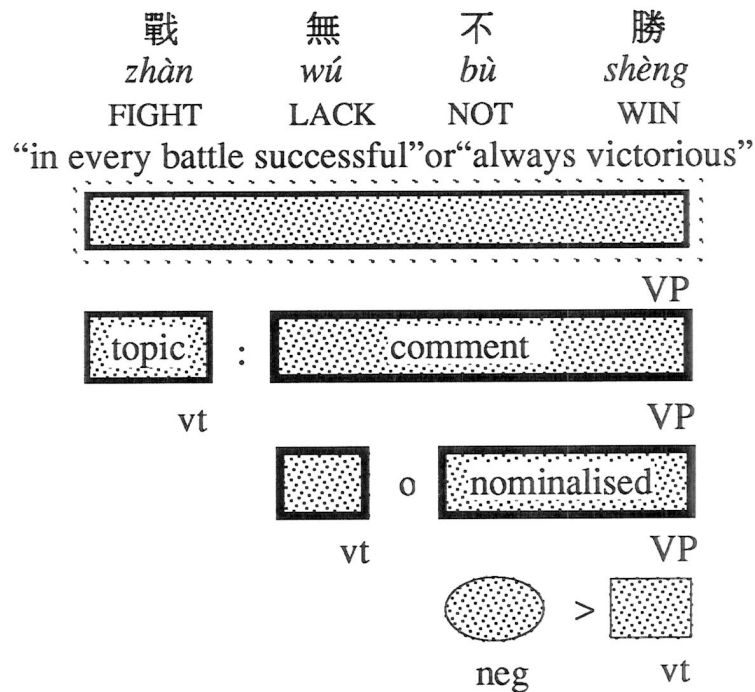 戰 無 不 勝
zhàn wú bù shèng
FIGHT LACK NOT WIN
“in every battle successful”or“always victorious”
VP
topic : comment
vt VP
o nominalised
vt VP
>
neg vt